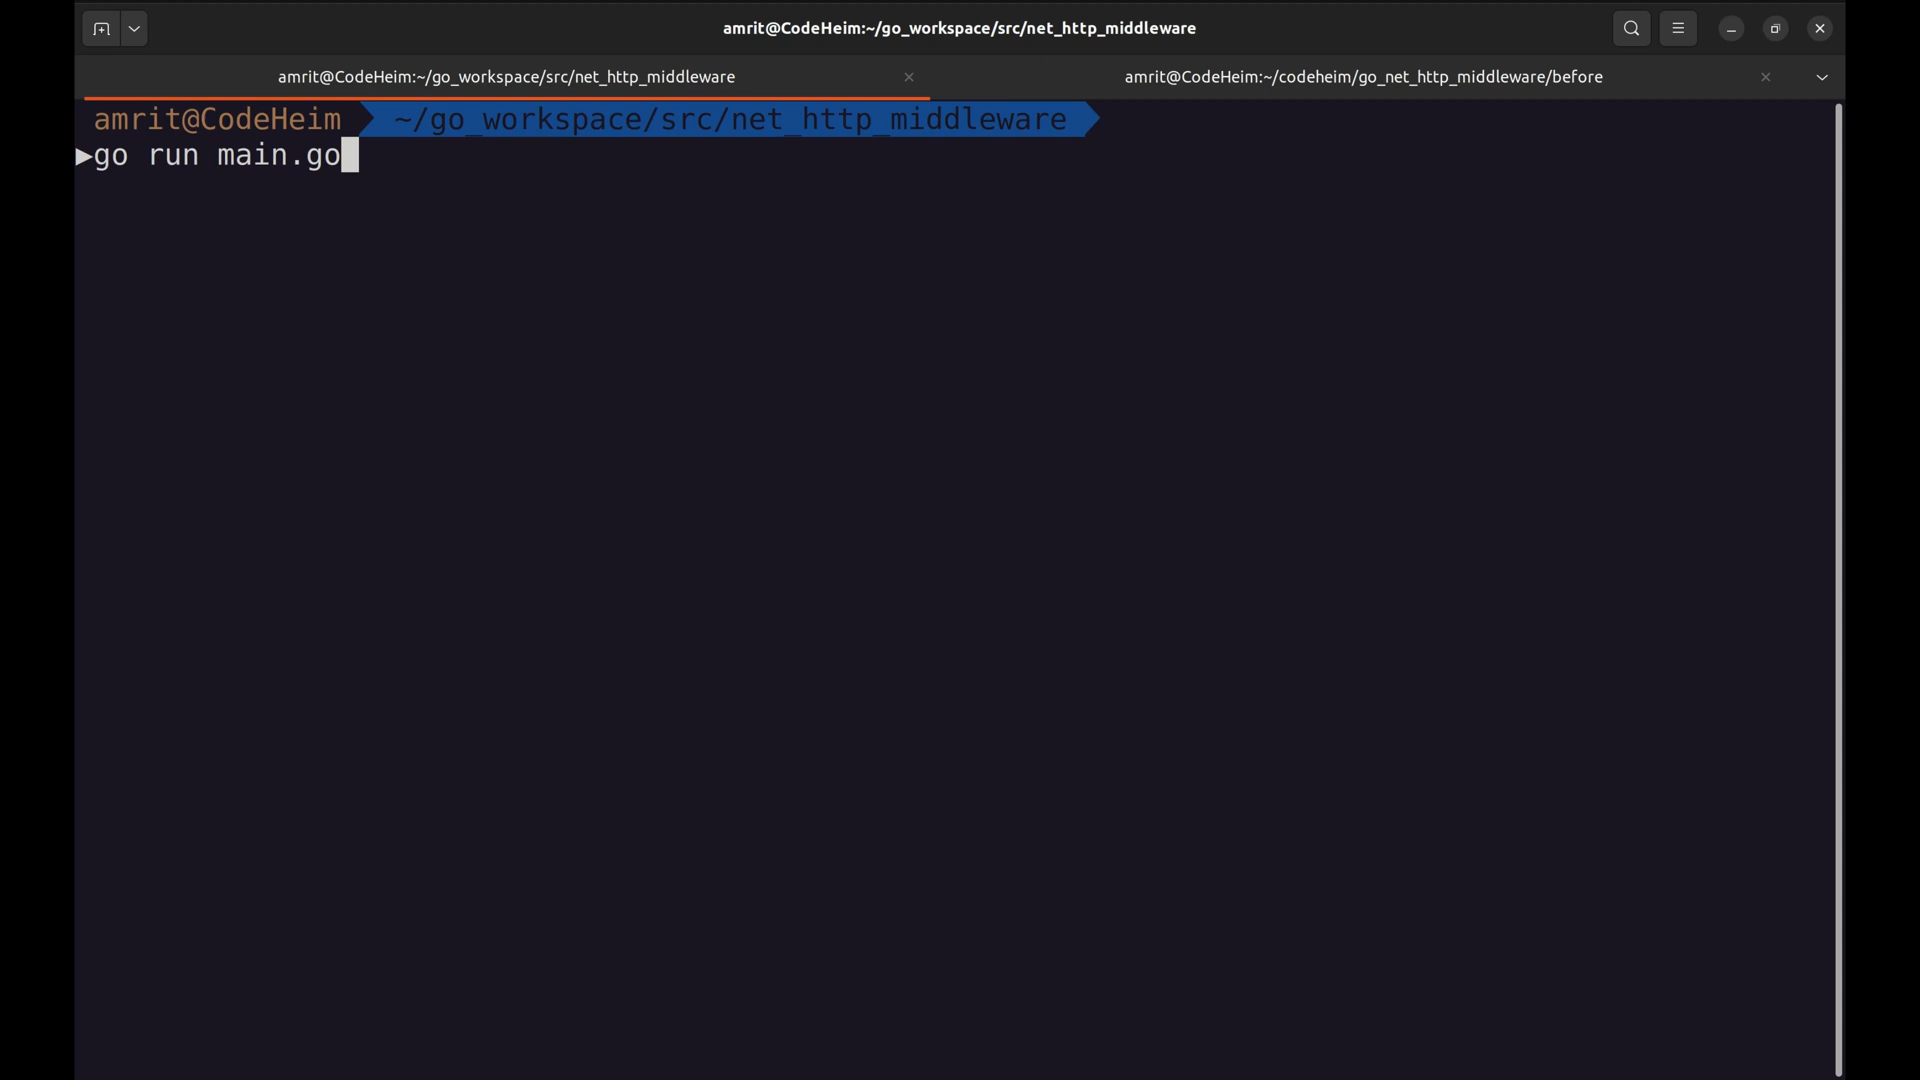 amrit@CodeHeim:~/go_workspace/src/net_http_middleware
amrit@CodeHeim:~/go_workspace/src/net_http_middleware
amrit@CodeHeim:~/codeheim/go_net_http_middleware/before
amrit@CodeHeim ~/go_workspace/src/net_http_middleware
▶go run main.go